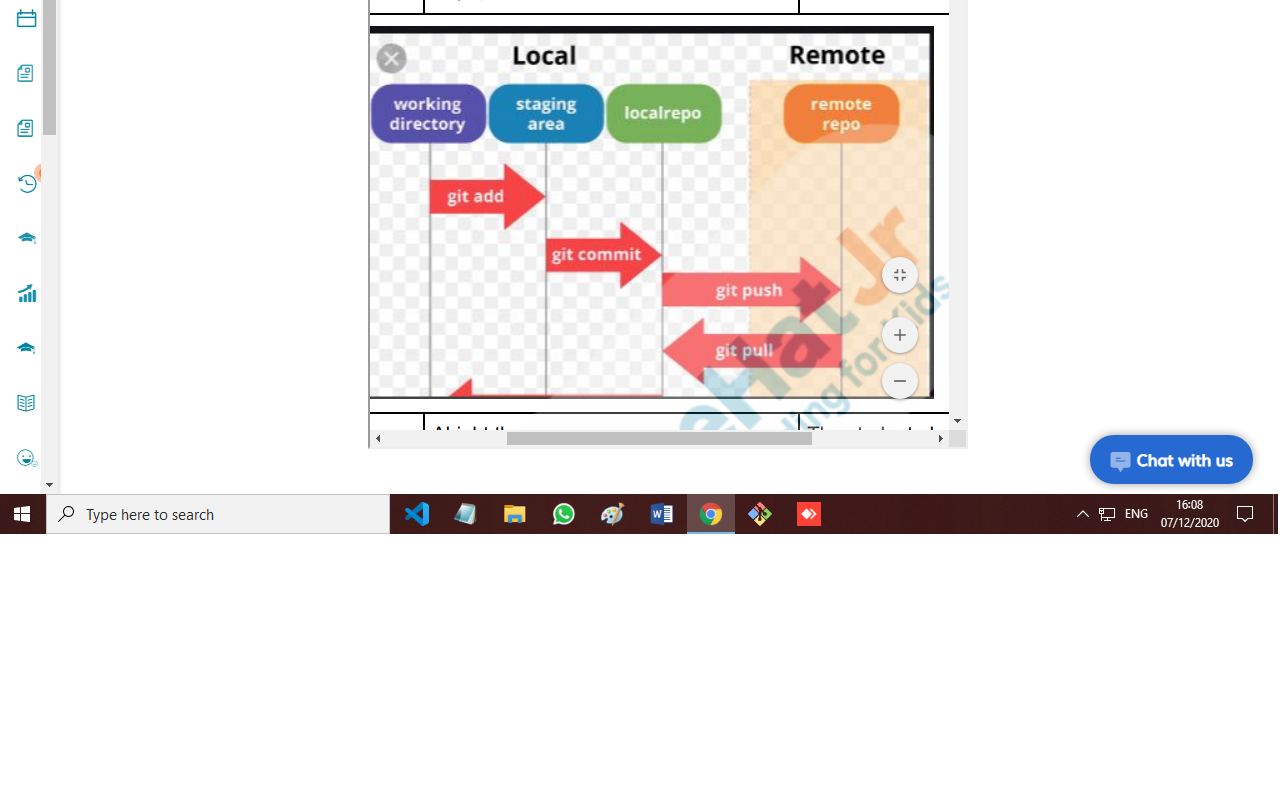 Local
Remote
working
directory
staging
area
localrepo
remote
repo
git add
git commit
git push
git pull
Chat with us
Type here to search
ENG
16:08
07/12/2020